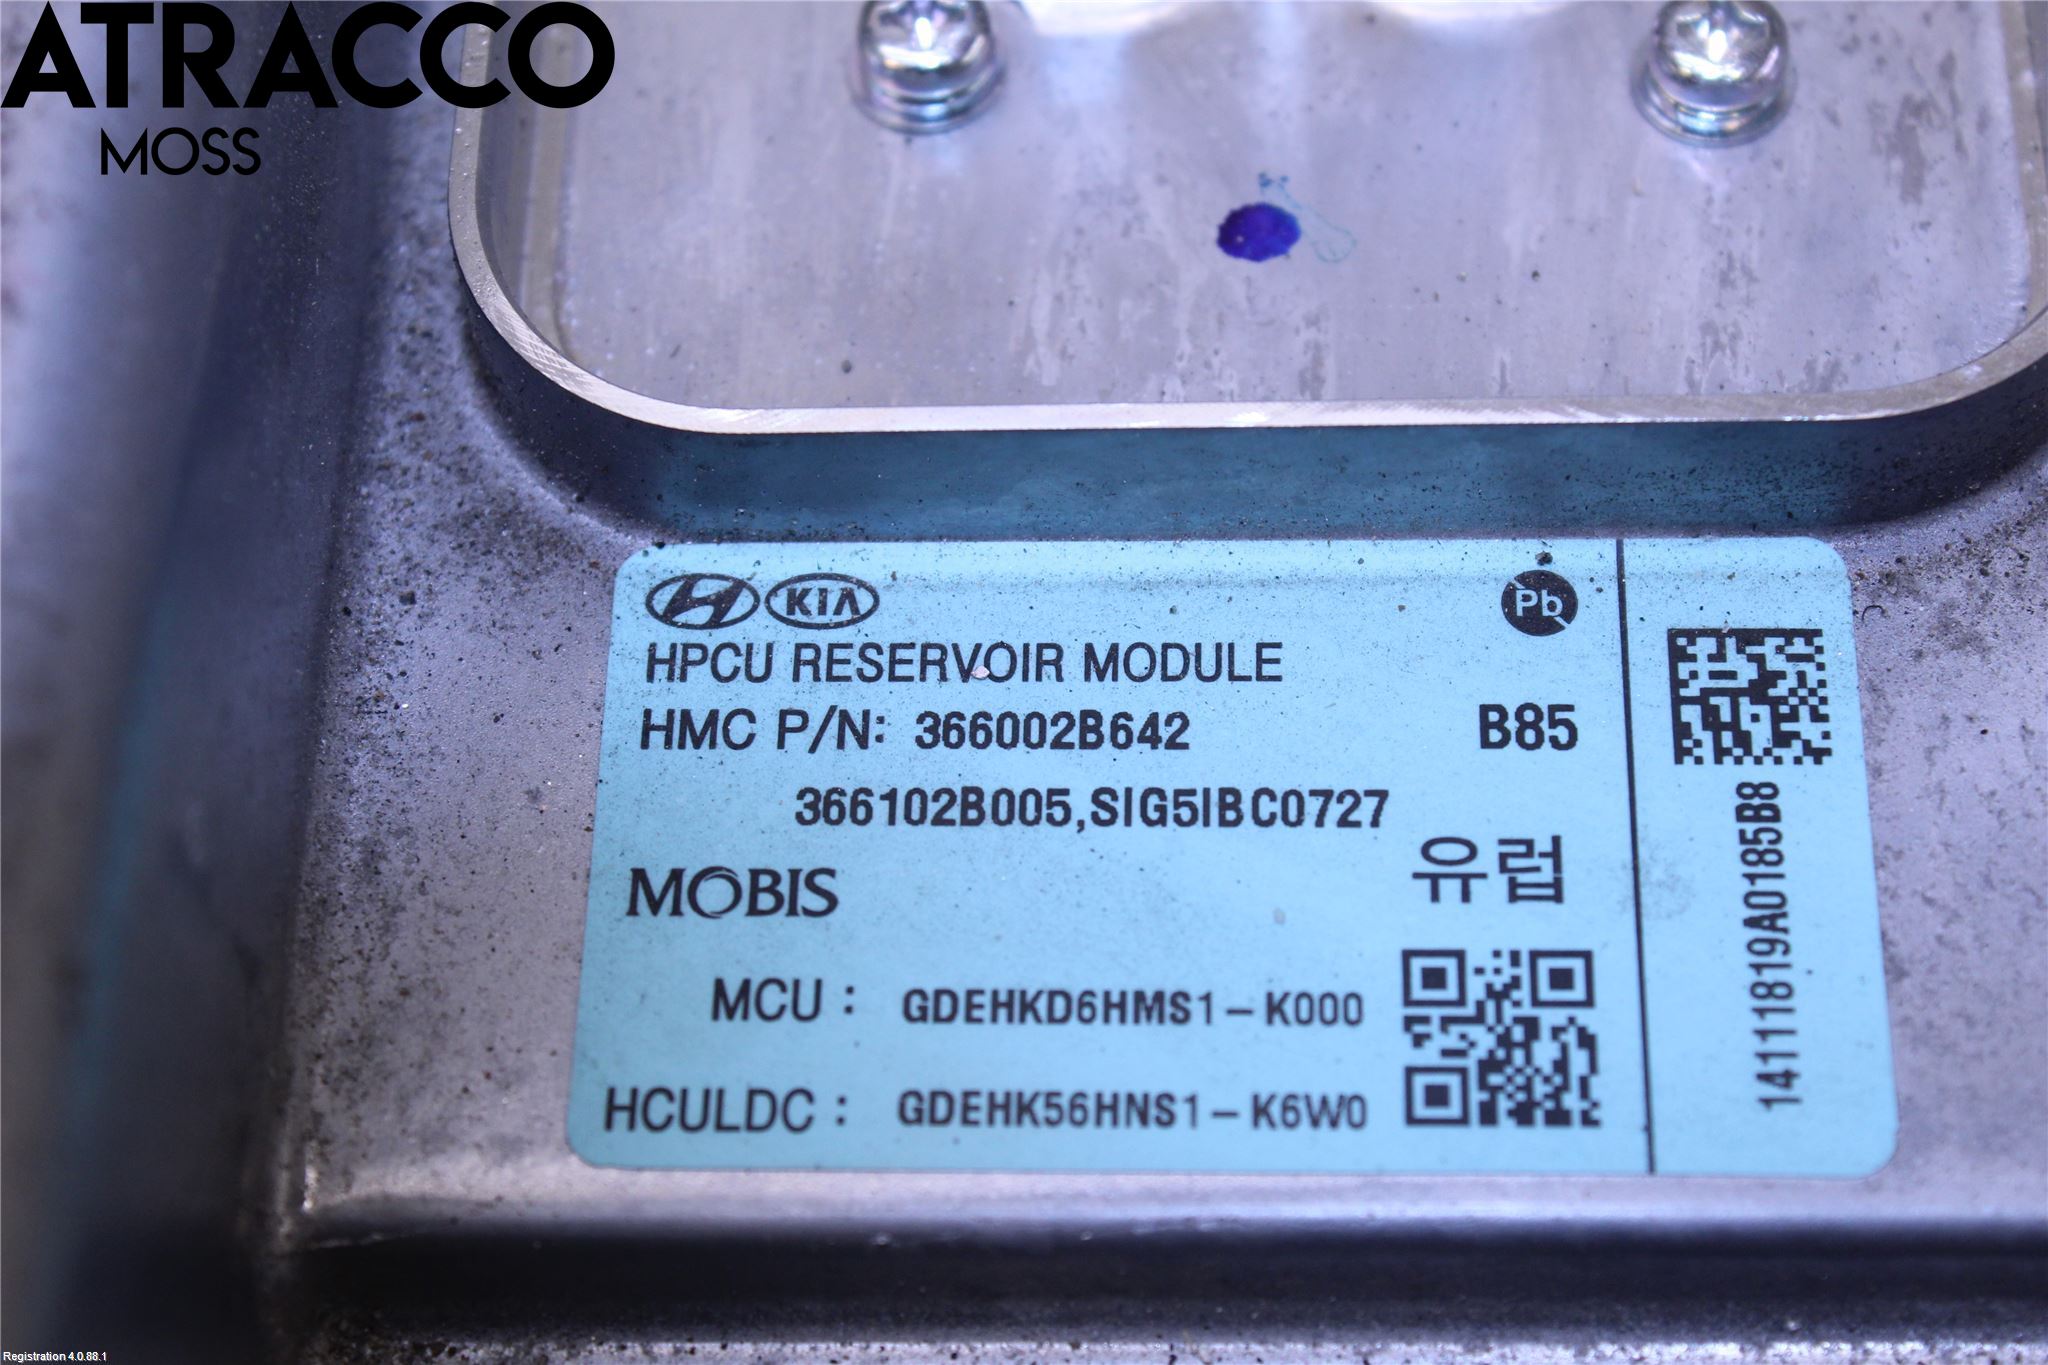 ATRACCO
MOSS
KIA
Pb
HPCU RESERVOIR MODULE
HMC P/N: 366002B642
B85
366102B005,SIG5IBC0727
유럽
MOBIS
MCU : GDEHKD6HMS1-K000
HCULDC : GDEHK56HNS1-K6W0
14111819A0185B8
Registration 4.0.88.1